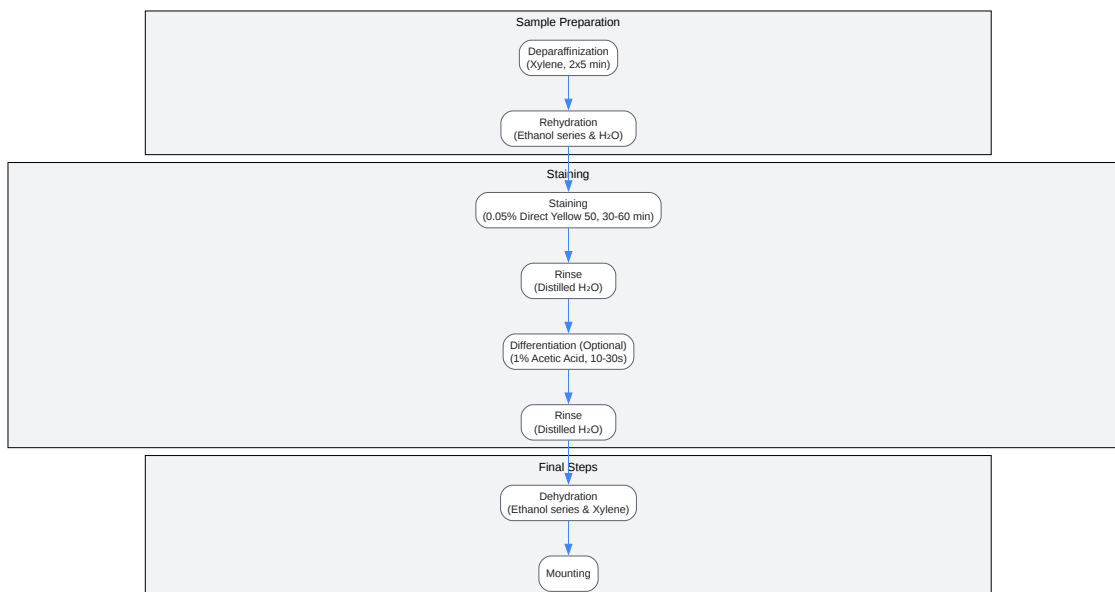 Sample Preparation
Deparaffinization
(Xylene, 2x5 min)
Rehydration
(Ethanol series & H₂O)
Staining
Staining
(0.05% Direct Yellow 50, 30-60 min)
Rinse
(Distilled H₂O)
Differentiation (Optional)
(1% Acetic Acid, 10-30s)
Rinse
(Distilled H₂O)
Final Steps
Dehydration
(Ethanol series & Xylene)
Mounting